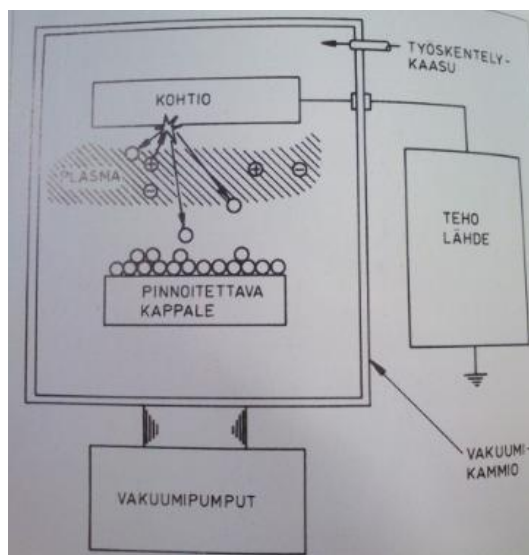 TYÖSKENTELY-
KAASU
KOHTIO
PLASMA
TEHO
LÄHDE
PINNOITETTAVA
KAPPALE
VAKUUMI-
KAMMIO
VAKUUMIPUMPUT